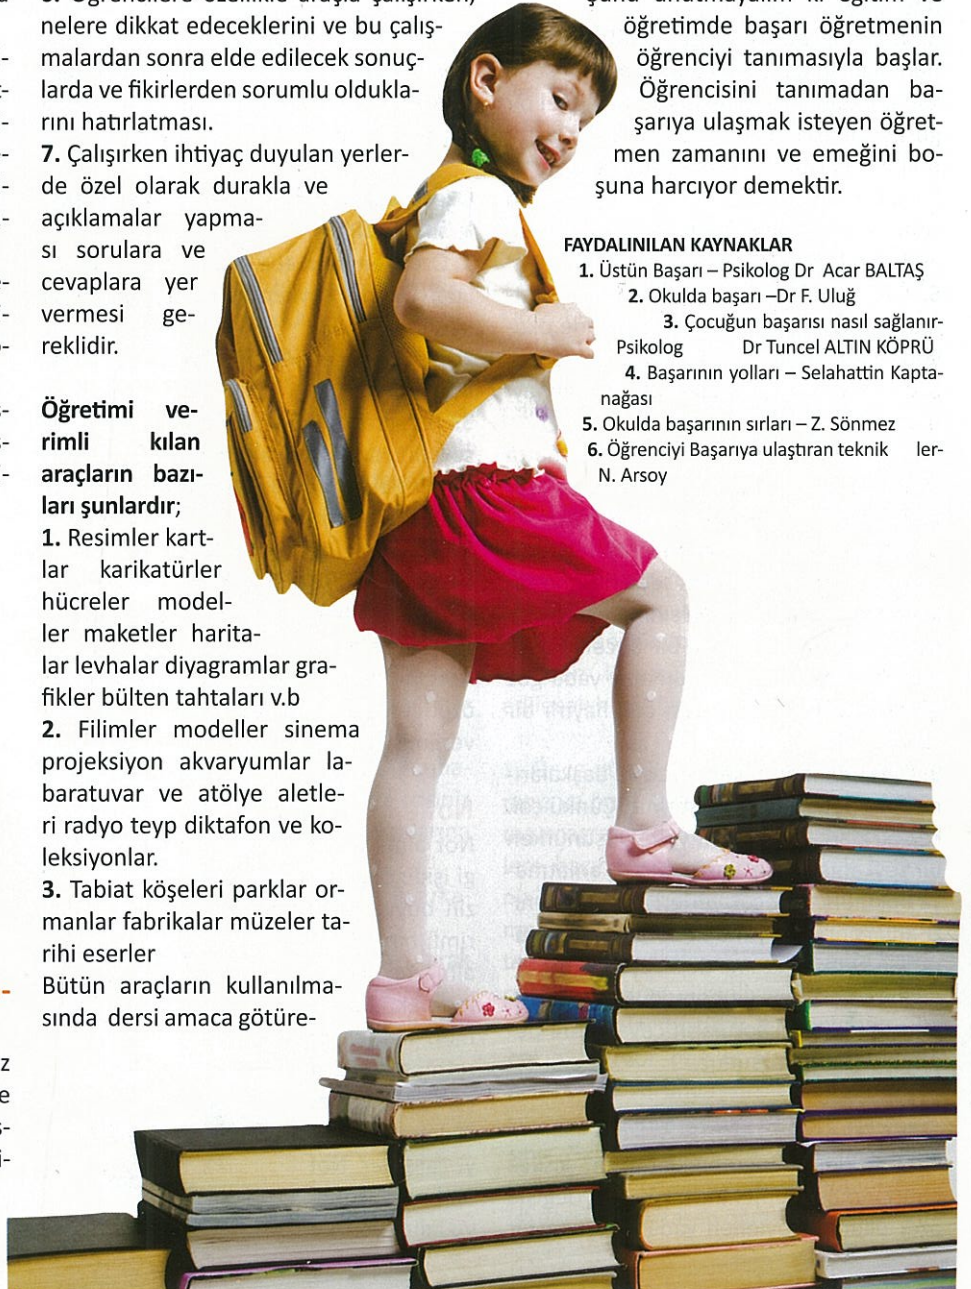 nelere dikkat edeceklerini ve bu çalış-
malardan sonra elde edilecek sonuç-
larda ve fikirlerden sorumlu oldukla-
rını hatırlatması.
7. Çalışırken ihtiyaç duyulan yerler-
de özel olarak durakla ve
açıklamalar yapma-
sı sorulara ve
cevaplara yer
vermesi ge-
reklidir.
Öğretimi ve-
rimli kılan
araçların bazı-
ları şunlardır;
1. Resimler kart-
lar karikatürler
hücreler model-
ler maketler harita-
lar levhalar diyagramlar gra-
fikler bülten tahtaları v.b
2. Filimler modeller sinema
projeksiyon akvaryumlar la-
baratuvar ve atölye aletle-
ri radyo teyp diktafon ve ko-
leksiyonlar.
3. Tabiat köşeleri parklar or-
manlar fabrikalar müzeler ta-
rihi eserler
Bütün araçların kullanılma-
sında dersi amaca götüre-
öğretimde başarı öğretmenin
öğrenciyi tanımasıyla başlar.
Öğrencisini tanımadan ba-
şarıya ulaşmak isteyen öğret-
men zamanını ve emeğini bo-
şuna harcıyor demektir.
FAYDALINILAN KAYNAKLAR
1. Üstün Başarı – Psikolog Dr Acar BALTAŞ
2. Okulda başarı –Dr F. Uluğ
3. Çocuğun başarısı nasıl sağlanır-
Psikolog Dr Tuncel ALTIN KÖPRÜ
4. Başarının yolları – Selahattin Kapta-
nağası
5. Okulda başarının sırları – Z. Sönmez
6. Öğrenciyi Başarıya ulaştıran teknik ler-
N. Arsoy